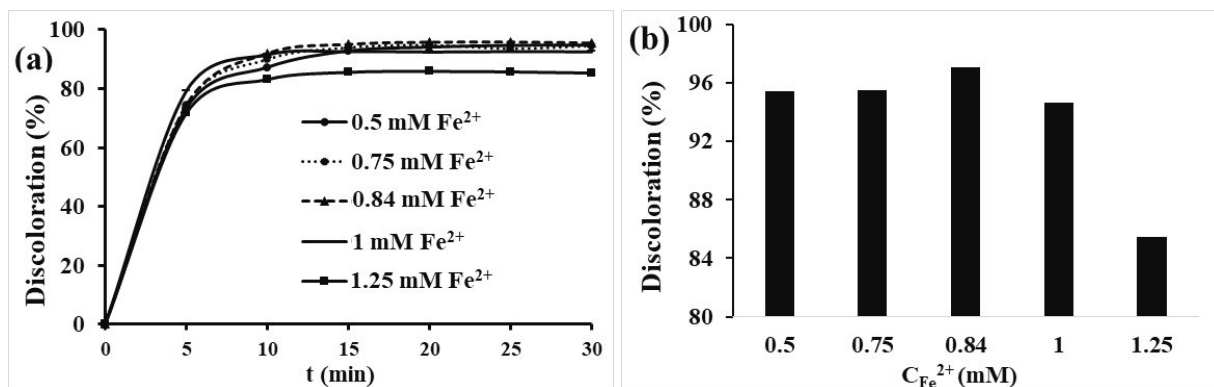 (a)
Discoloration (%)
100
80
60
40
20
0
0 5 10 15 20 25 30
t (min)
0.5 mM Fe²⁺
0.75 mM Fe²⁺
0.84 mM Fe²⁺
1 mM Fe²⁺
1.25 mM Fe²⁺
(b)
Discoloration (%)
100
96
92
88
84
80
0.5 0.75 0.84 1 1.25
C_Fe²⁺ (mM)